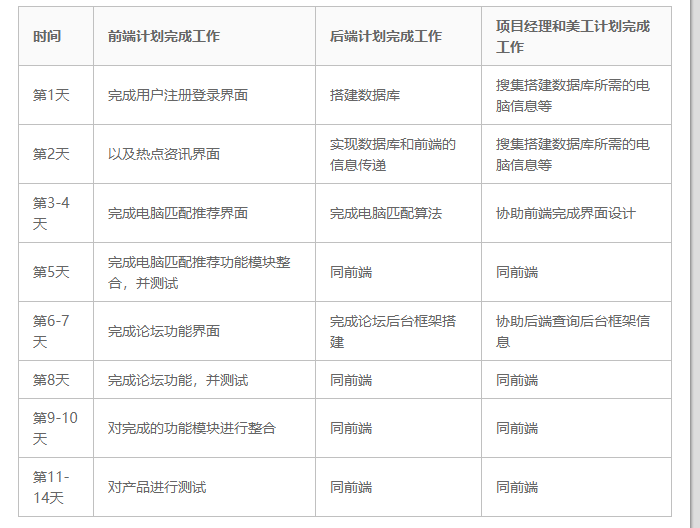 时间 前端计划完成工作 后端计划完成工作 项目经理和美工计划完成
工作
第1天 完成用户注册登录界面 搭建数据库 搜集搭建数据库所需的电
脑信息等
第2天 以及热点资讯界面 实现数据库和前端的
信息传递 搜集搭建数据库所需的电
脑信息等
第3-4
天 完成电脑匹配推荐界面 完成电脑匹配算法 协助前端完成界面设计
第5天 完成电脑匹配推荐功能模块整
合，并测试 同前端 同前端
第6-7
天 完成论坛功能界面 完成论坛后台框架搭
建 协助后端查询后台框架信
息
第8天 完成论坛功能，并测试 同前端 同前端
第9-10
天 对完成的功能模块进行整合 同前端 同前端
第11-
14天 对产品进行测试 同前端 同前端